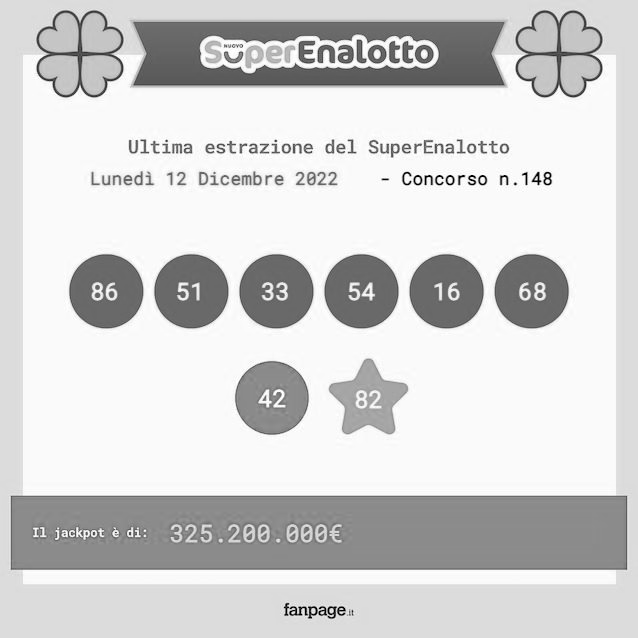 NUOVO
SuperEnalotto
Ultima estrazione del SuperEnalotto
Lunedì 12 Dicembre 2022 - Concorso n.148
86 51 33 54 16 68
42 82
Il jackpot è di: 325.200.000€
fanpage.it